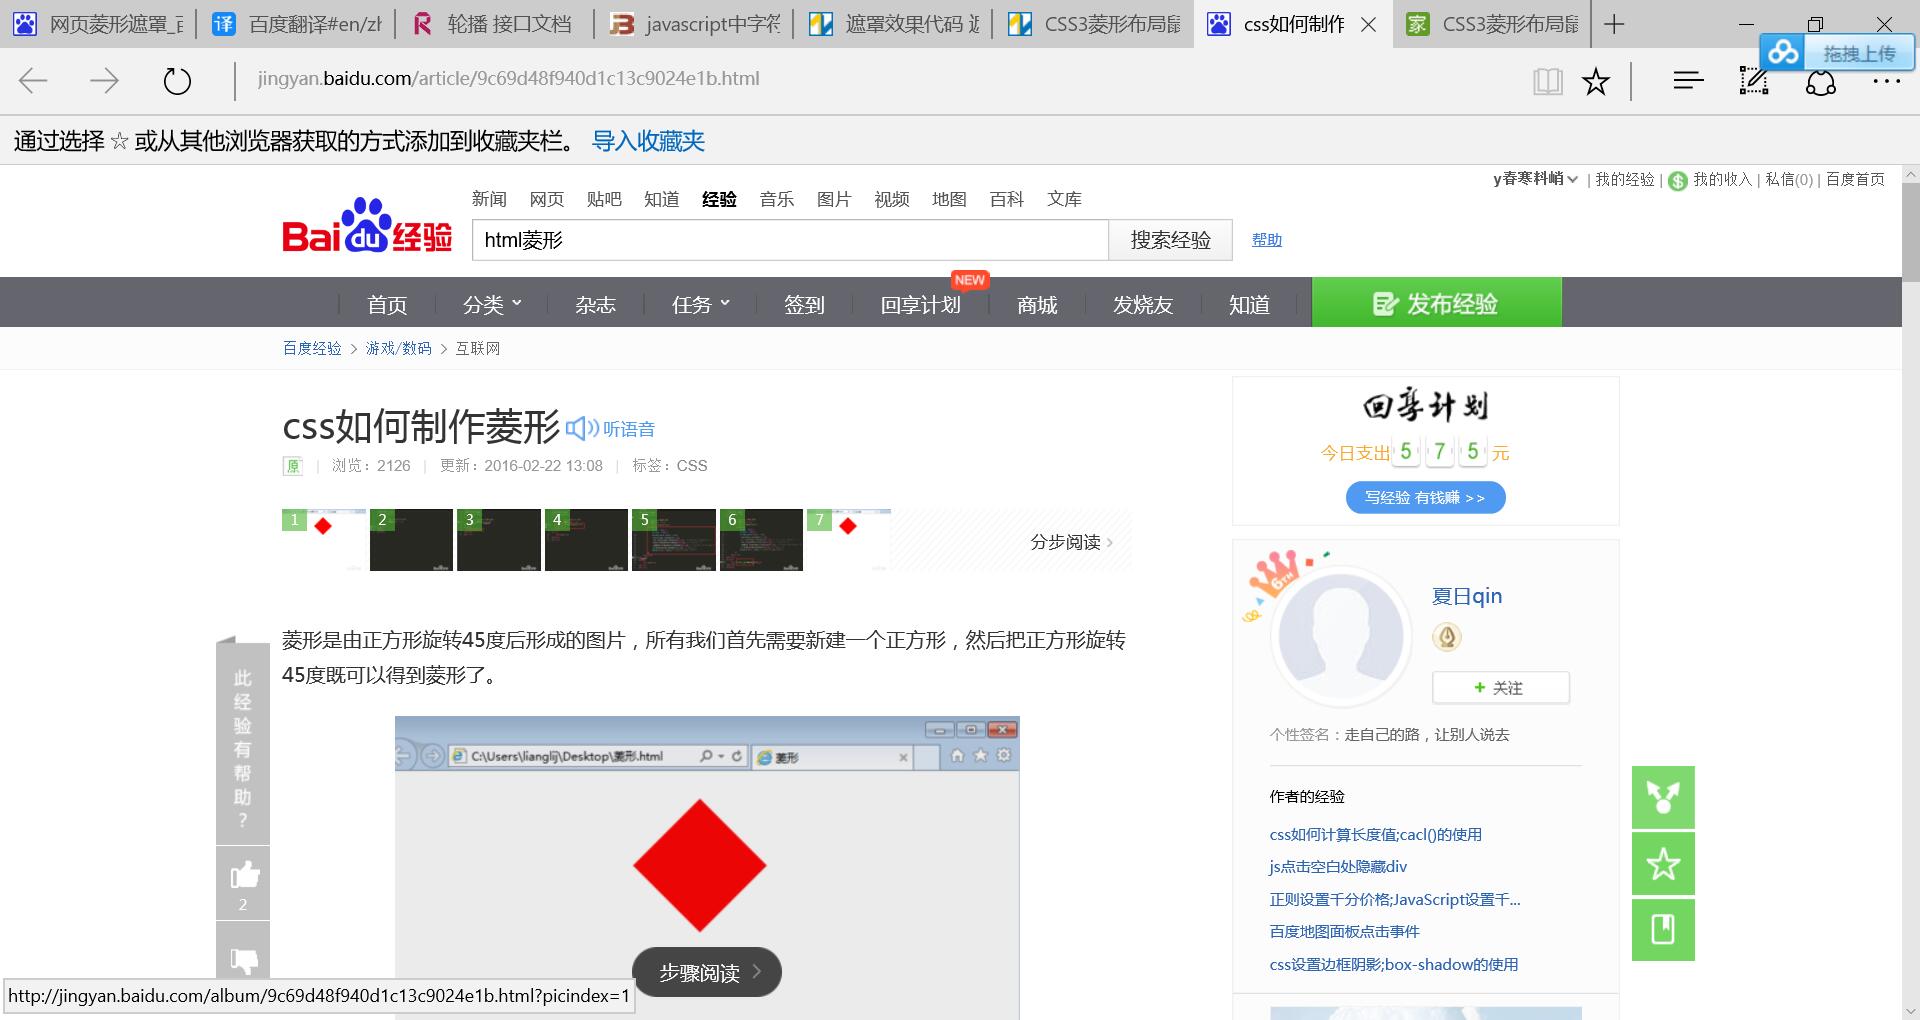 网页菱形遮罩_百
百度翻译#en/zh
轮播 接口文档
javascript中字符
遮罩效果代码 返
CSS3菱形布局鼠
css如何制作
CSS3菱形布局鼠
拖拽上传
jingyan.baidu.com/article/9c69d48f940d1c13c9024e1b.html
通过选择 ☆ 或从其他浏览器获取的方式添加到收藏夹栏。 导入收藏夹
y春寒料峭 | 我的经验 | 我的收入 | 私信(0) | 百度首页
新闻 网页 贴吧 知道 经验 音乐 图片 视频 地图 百科 文库
Baidu经验
html菱形
搜索经验
帮助
NEW
首页 分类 杂志 任务 签到 回享计划 商城 发烧友 知道 发布经验
百度经验 > 游戏/数码 > 互联网
css如何制作菱形 听语音
原 | 浏览：2126 | 更新：2016-02-22 13:08 | 标签：CSS
1 2 3 4 5 6 7
分步阅读 >
菱形是由正方形旋转45度后形成的图片，所有我们首先需要新建一个正方形，然后把正方形旋转
45度既可以得到菱形了。
C:\Users\lianglij\Desktop\菱形.html
菱形
步骤阅读
此经验有帮助?
2
http://jingyan.baidu.com/album/9c69d48f940d1c13c9024e1b.html?picindex=1
回享计划
今日支出 5 7 5 元
写经验 有钱赚 >>
6TH
夏日qin
+ 关注
个性签名：走自己的路，让别人说去
作者的经验
css如何计算长度值;cacl()的使用
js点击空白处隐藏div
正则设置千分价格;JavaScript设置千...
百度地图面板点击事件
css设置边框阴影;box-shadow的使用